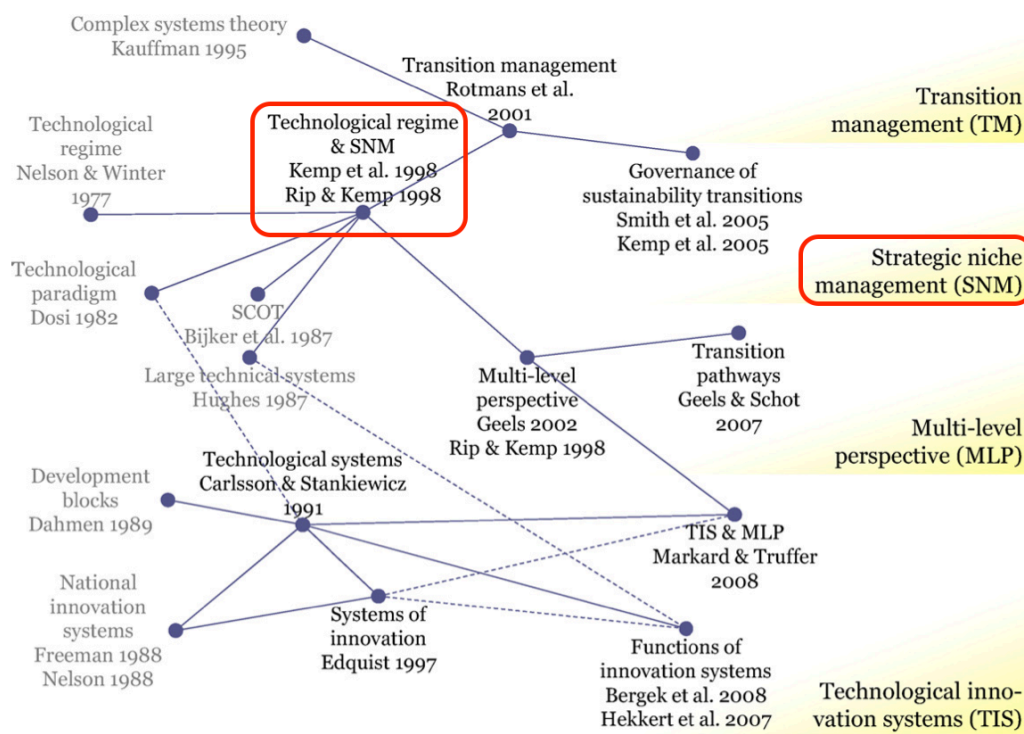 Complex systems theory
Kauffman 1995
Transition management
Rotmans et al.
2001
Transition
management (TM)
Technological
regime
Nelson & Winter
1977
Technological regime
& SNM
Kemp et al. 1998
Rip & Kemp 1998
Governance of
sustainability transitions
Smith et al. 2005
Kemp et al. 2005
Strategic niche
management (SNM)
Technological
paradigm
Dosi 1982
SCOT
Bijker et al. 1987
Large technical systems
Hughes 1987
Multi-level
perspective
Geels 2002
Rip & Kemp 1998
Transition
pathways
Geels & Schot
2007
Multi-level
perspective (MLP)
Technological systems
Carlsson & Stankiewicz
1991
Development
blocks
Dahmen 1989
TIS & MLP
Markard & Truffer
2008
National
innovation
systems
Freeman 1988
Nelson 1988
Systems of
innovation
Edquist 1997
Functions of
innovation systems
Bergek et al. 2008
Hekkert et al. 2007
Technological inno-
vation systems (TIS)